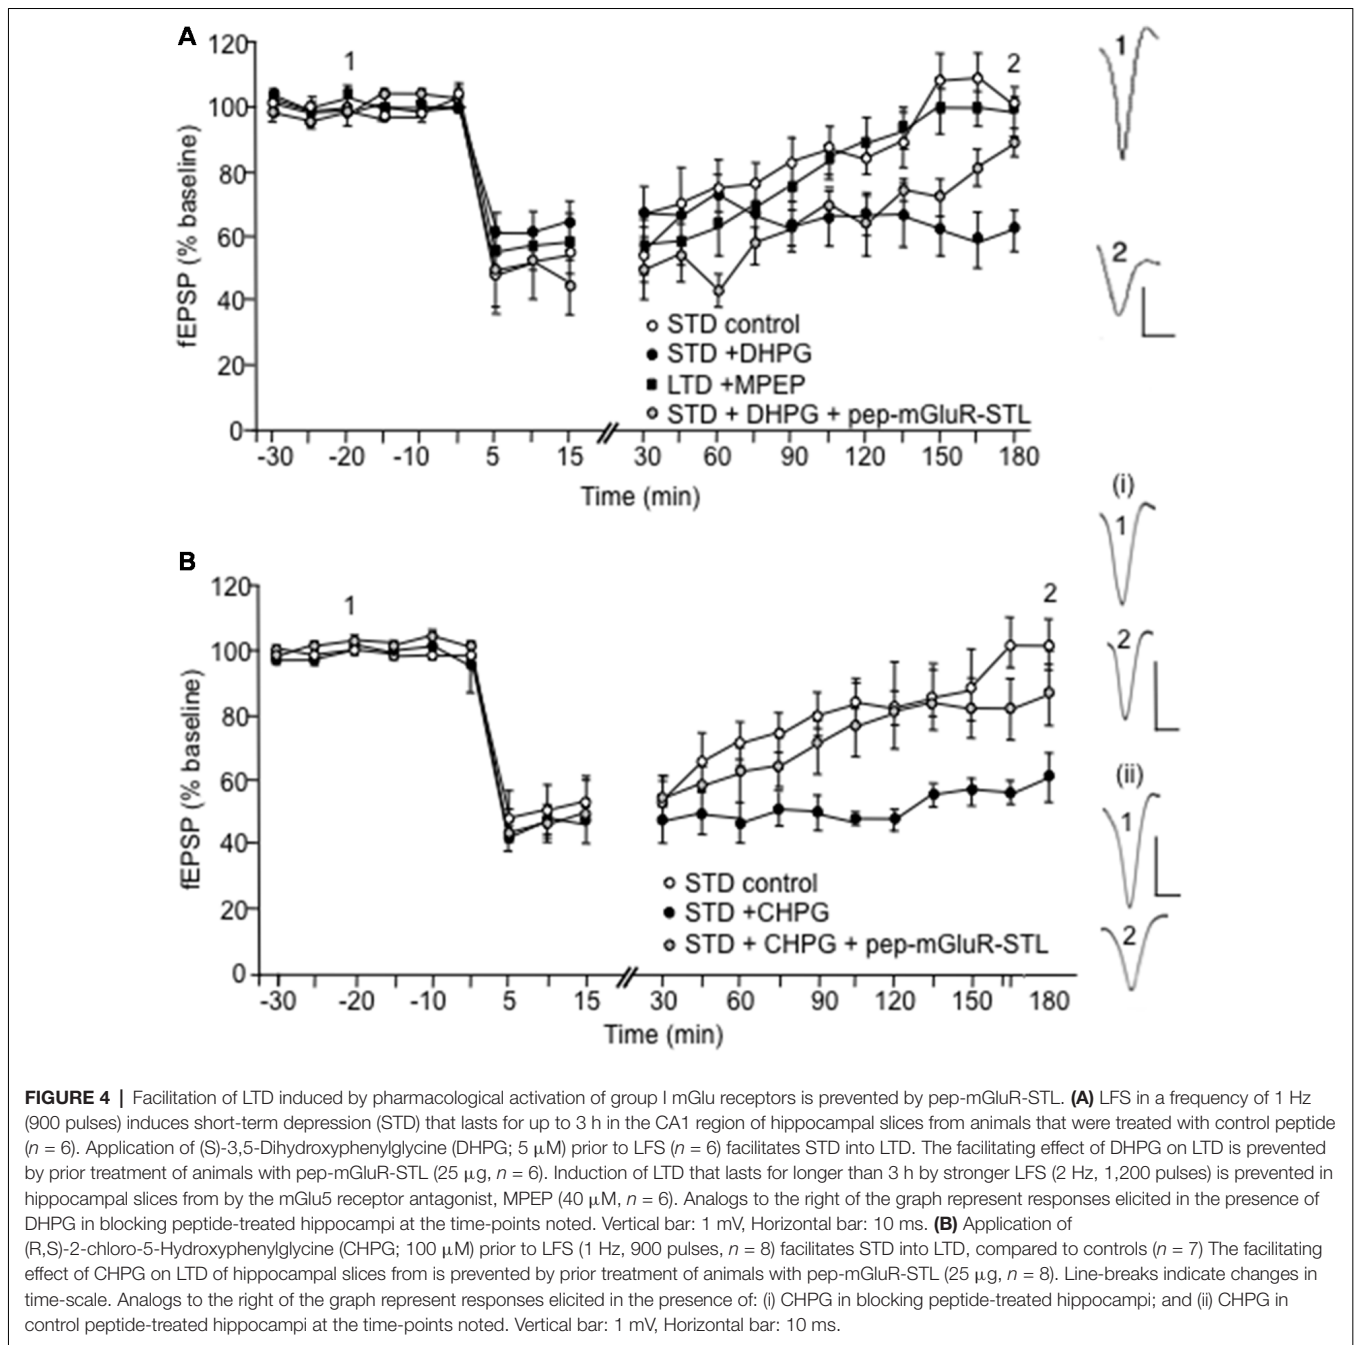 A
120
100
80
60
40
20
0
fEPSP (% baseline)
1
2
STD control
STD +DHPG
LTD +MPEP
STD + DHPG + pep-mGluR-STL
-30 -20 -10 5 15 30 60 90 120 150 180
Time (min)
1
2
B
120
100
80
60
40
20
0
fEPSP (% baseline)
1
2
STD control
STD +CHPG
STD + CHPG + pep-mGluR-STL
-30 -20 -10 5 15 30 60 90 120 150 180
Time (min)
(i)
1
2
(ii)
1
2
FIGURE 4 | Facilitation of LTD induced by pharmacological activation of group I mGlu receptors is prevented by pep-mGluR-STL. (A) LFS in a frequency of 1 Hz
(900 pulses) induces short-term depression (STD) that lasts for up to 3 h in the CA1 region of hippocampal slices from animals that were treated with control peptide
(n = 6). Application of (S)-3,5-Dihydroxyphenylglycine (DHPG; 5 μM) prior to LFS (n = 6) facilitates STD into LTD. The facilitating effect of DHPG on LTD is prevented
by prior treatment of animals with pep-mGluR-STL (25 μg, n = 6). Induction of LTD that lasts for longer than 3 h by stronger LFS (2 Hz, 1,200 pulses) is prevented in
hippocampal slices from by the mGlu5 receptor antagonist, MPEP (40 μM, n = 6). Analogs to the right of the graph represent responses elicited in the presence of
DHPG in blocking peptide-treated hippocampi at the time-points noted. Vertical bar: 1 mV, Horizontal bar: 10 ms. (B) Application of
(R,S)-2-chloro-5-Hydroxyphenylglycine (CHPG; 100 μM) prior to LFS (1 Hz, 900 pulses, n = 8) facilitates STD into LTD, compared to controls (n = 7) The facilitating
effect of CHPG on LTD of hippocampal slices from is prevented by prior treatment of animals with pep-mGluR-STL (25 μg, n = 8). Line-breaks indicate changes in
time-scale. Analogs to the right of the graph represent responses elicited in the presence of: (i) CHPG in blocking peptide-treated hippocampi; and (ii) CHPG in
control peptide-treated hippocampi at the time-points noted. Vertical bar: 1 mV, Horizontal bar: 10 ms.